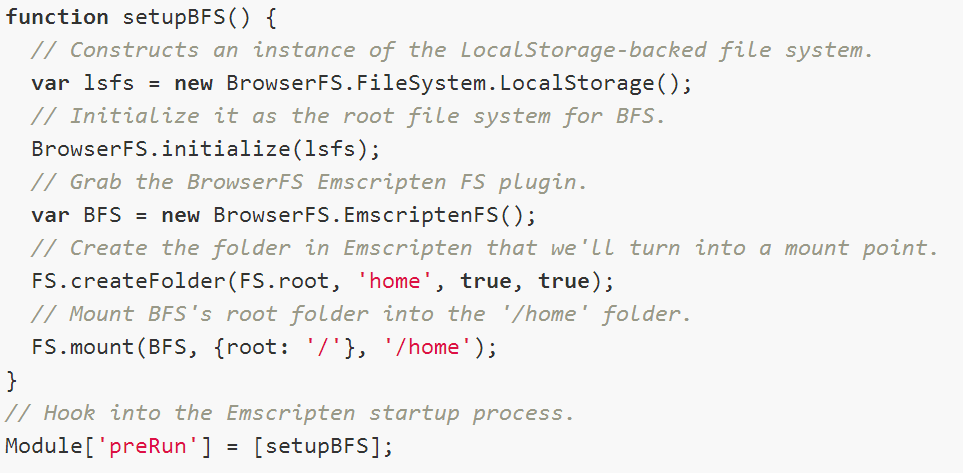 function setupBFS() {
  // Constructs an instance of the LocalStorage-backed file system.
  var lsfs = new BrowserFS.FileSystem.LocalStorage();
  // Initialize it as the root file system for BFS.
  BrowserFS.initialize(lsfs);
  // Grab the BrowserFS Emscripten FS plugin.
  var BFS = new BrowserFS.EmscriptenFS();
  // Create the folder in Emscripten that we'll turn into a mount point.
  FS.createFolder(FS.root, 'home', true, true);
  // Mount BFS's root folder into the '/home' folder.
  FS.mount(BFS, {root: '/'}, '/home');
}
// Hook into the Emscripten startup process.
Module['preRun'] = [setupBFS];